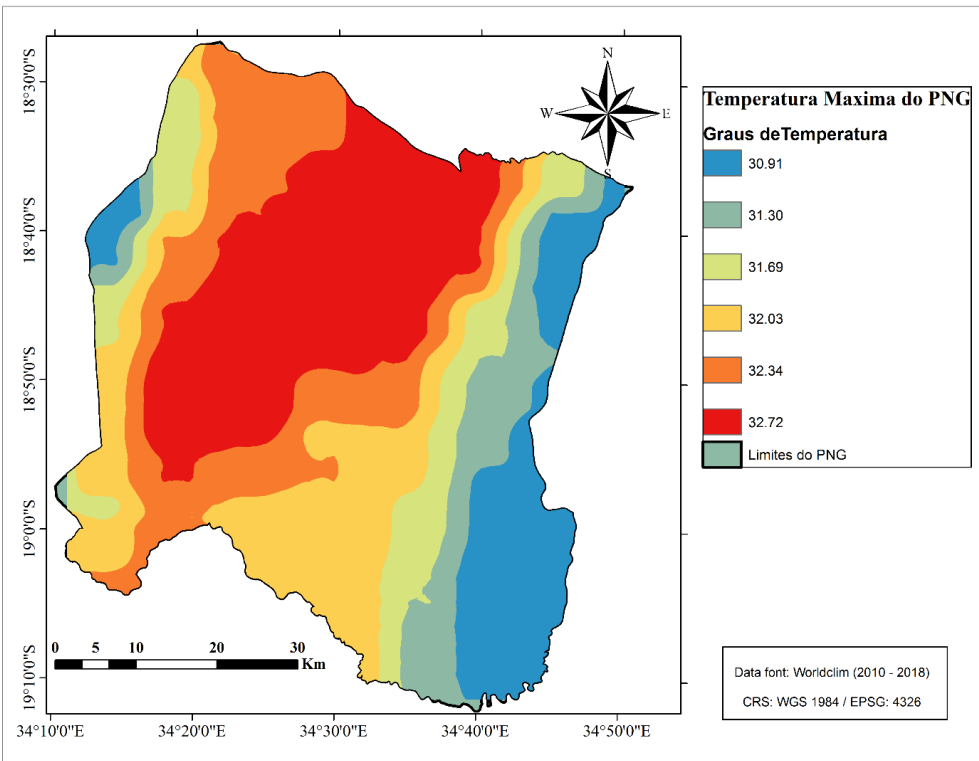 18°30'0"S
18°40'0"S
18°50'0"S
19°0'0"S
19°10'0"S
34°10'0"E
34°20'0"E
34°30'0"E
34°40'0"E
34°50'0"E
N
W
E
S
0 5 10 20 30
Km
Temperatura Maxima do PNG
Graus deTemperatura
30.91
31.30
31.69
32.03
32.34
32.72
Limites do PNG
Data font: Worldclim (2010 - 2018)
CRS: WGS 1984 / EPSG: 4326